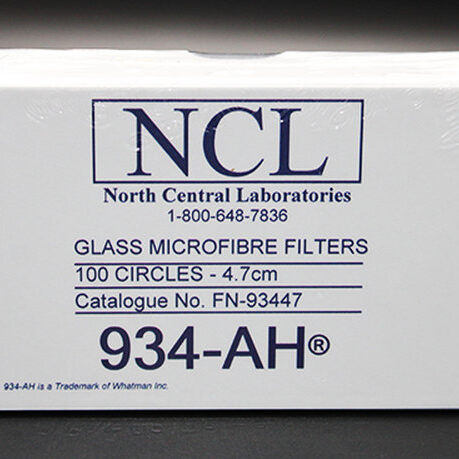 NCL
North Central Laboratories
1-800-648-7836
GLASS MICROFIBRE FILTERS
100 CIRCLES - 4.7cm
Catalogue No. FN-93447
934-AH®
934-AH is a Trademark of Whatman Inc.